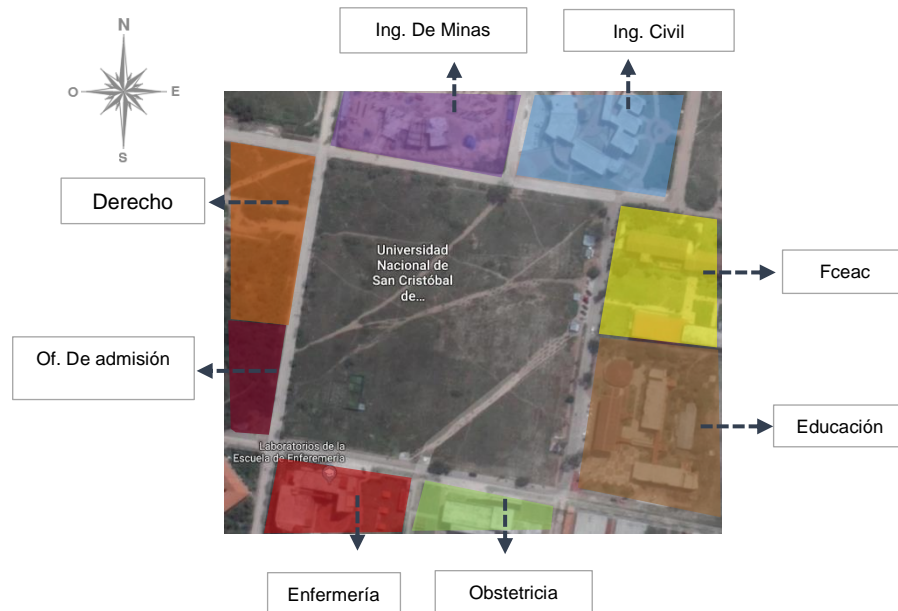 Ing. De Minas
Ing. Civil
N
O
E
S
Derecho
Universidad
Nacional de
San Cristóbal
de...
Fceac
Of. De admisión
Educación
Laboratorios de la
Escuela de Enferemería
Enfermería
Obstetricia